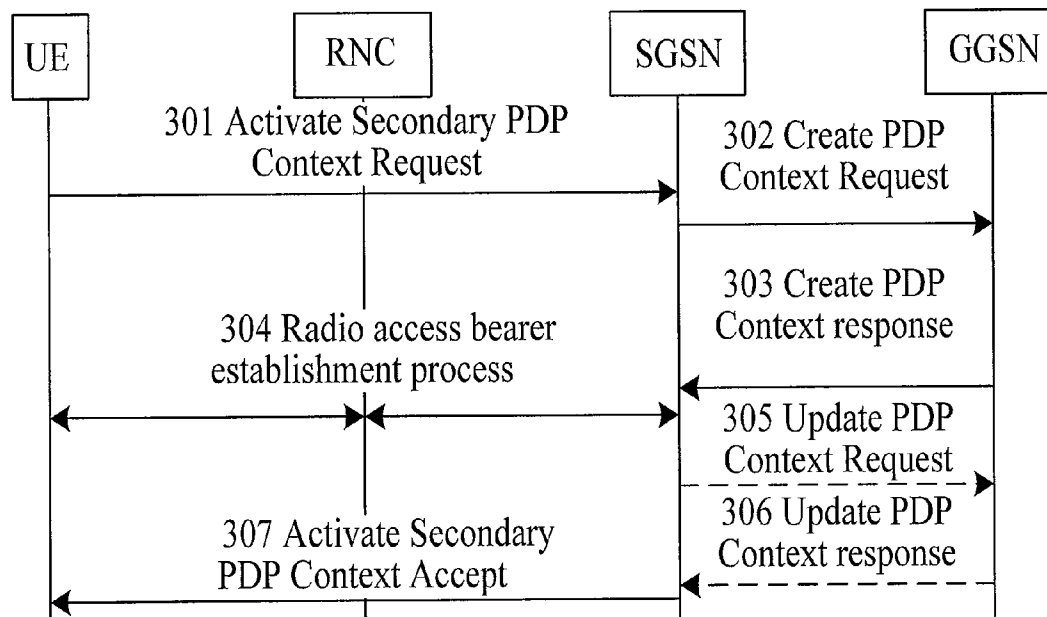 UE
RNC
SGSN
GGSN
301 Activate Secondary PDP
Context Request
302 Create PDP
Context Request
303 Create PDP
Context response
304 Radio access bearer
establishment process
305 Update PDP
Context Request
306 Update PDP
Context response
307 Activate Secondary
PDP Context Accept